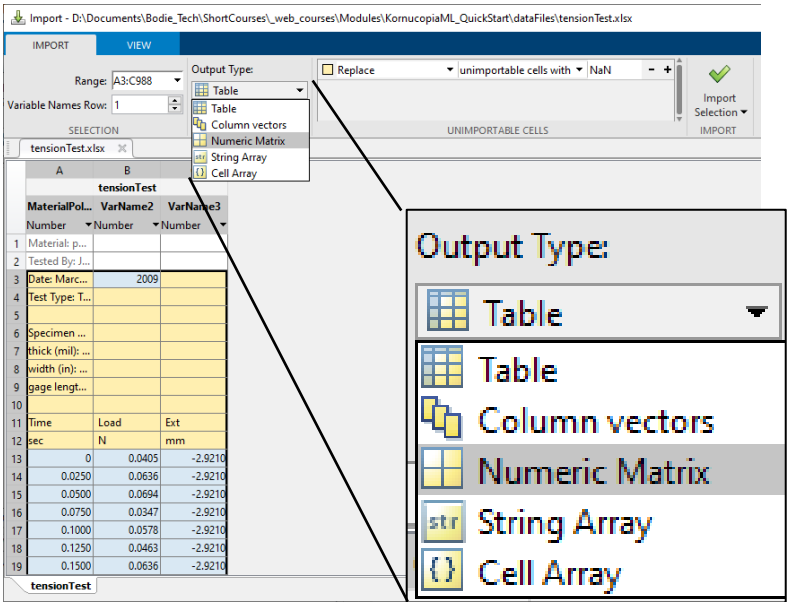 Import - D:\Documents\Bodie_Tech\ShortCourses\_web_courses\Modules\KornucopiaML_QuickStart\dataFiles\tensionTest.xlsx
IMPORT VIEW
Range: A3:C988
Variable Names Row: 1
SELECTION
Output Type:
Table
Table
Column vectors
Numeric Matrix
String Array
Cell Array
Replace unimportable cells with NaN - +
UNIMPORTABLE CELLS
Import
Selection
IMPORT
tensionTest.xlsx
A B
tensionTest
MaterialPol... VarName2 VarName3
Number Number Number
1 Material: p...
2 Tested By: J...
3 Date: Marc... 2009
4 Test Type: T...
5
6 Specimen ...
7 thick (mil): ...
8 width (in): ...
9 gage lengt...
10
11 Time Load Ext
12 sec N mm
13 0 0.0405 -2.9210
14 0.0250 0.0636 -2.9210
15 0.0500 0.0694 -2.9210
16 0.0750 0.0347 -2.9210
17 0.1000 0.0578 -2.9210
18 0.1250 0.0463 -2.9210
19 0.1500 0.0636 -2.9210
tensionTest
Output Type:
Table
Table
Column vectors
Numeric Matrix
str String Array
{} Cell Array